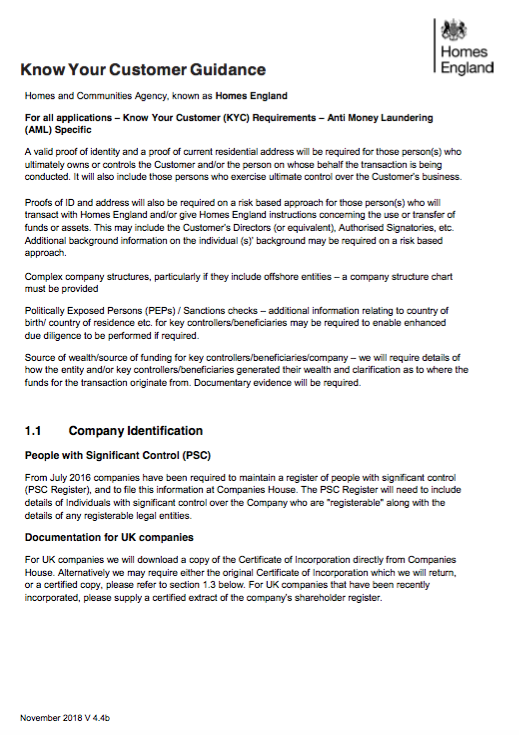 Homes
England
Know Your Customer Guidance
Homes and Communities Agency, known as Homes England
For all applications – Know Your Customer (KYC) Requirements – Anti Money Laundering
(AML) Specific
A valid proof of identity and a proof of current residential address will be required for those person(s) who
ultimately owns or controls the Customer and/or the person on whose behalf the transaction is being
conducted. It will also include those persons who exercise ultimate control over the Customer's business.
Proofs of ID and address will also be required on a risk based approach for those person(s) who will
transact with Homes England and/or give Homes England instructions concerning the use or transfer of
funds or assets. This may include the Customer's Directors (or equivalent), Authorised Signatories, etc.
Additional background information on the individual (s)' background may be required on a risk based
approach.
Complex company structures, particularly if they include offshore entities – a company structure chart
must be provided
Politically Exposed Persons (PEPs) / Sanctions checks – additional information relating to country of
birth/ country of residence etc. for key controllers/beneficiaries may be required to enable enhanced
due diligence to be performed if required.
Source of wealth/source of funding for key controllers/beneficiaries/company – we will require details of
how the entity and/or key controllers/beneficiaries generated their wealth and clarification as to where the
funds for the transaction originate from. Documentary evidence will be required.
1.1 Company Identification
People with Significant Control (PSC)
From July 2016 companies have been required to maintain a register of people with significant control
(PSC Register), and to file this information at Companies House. The PSC Register will need to include
details of Individuals with significant control over the Company who are "registerable" along with the
details of any registerable legal entities.
Documentation for UK companies
For UK companies we will download a copy of the Certificate of Incorporation directly from Companies
House. Alternatively we may require either the original Certificate of Incorporation which we will return,
or a certified copy, please refer to section 1.3 below. For UK companies that have been recently
incorporated, please supply a certified extract of the company's shareholder register.
November 2018 V 4.4b